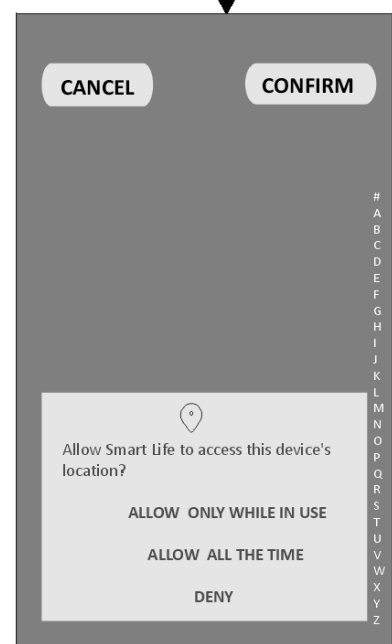 CANCEL
CONFIRM
#
A
B
C
D
E
F
G
H
I
J
K
L
M
N
O
P
Q
R
S
T
U
V
W
X
Y
Z
Allow Smart Life to access this device's
location?
ALLOW ONLY WHILE IN USE
ALLOW ALL THE TIME
DENY